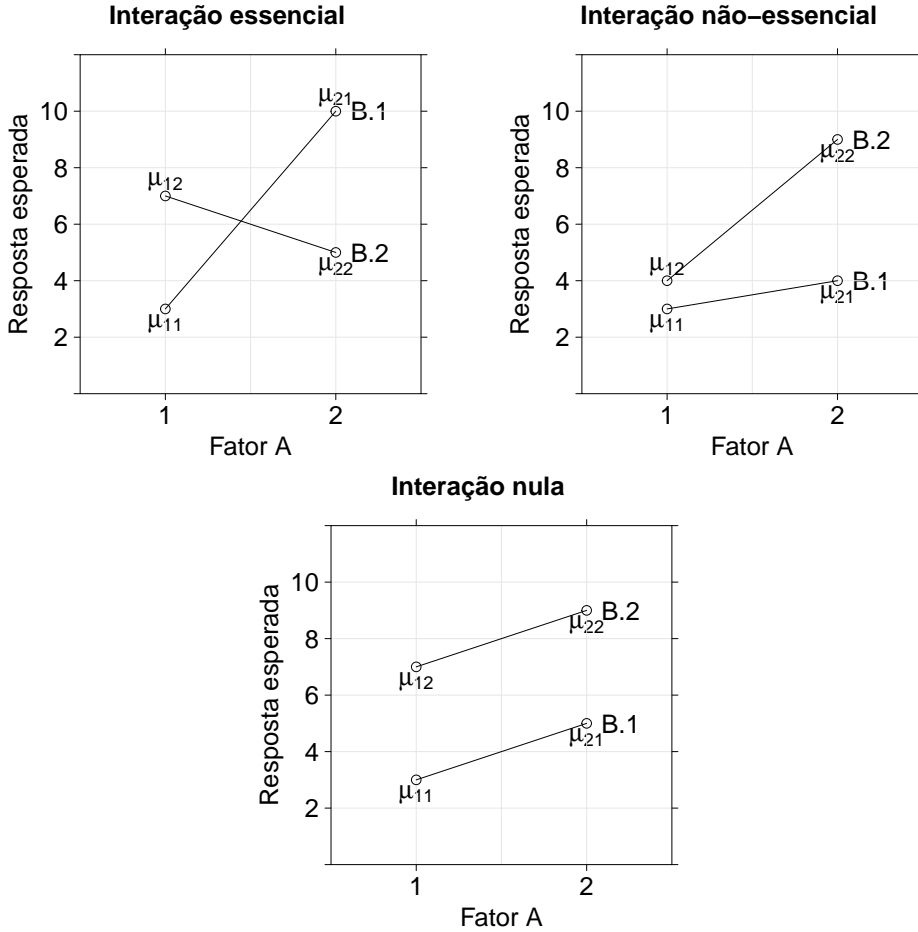 Interação essencial
Resposta esperada
10
8
6
4
2
μ21
B.1
μ12
μ22
B.2
μ11
1
2
Fator A
Interação não−essencial
Resposta esperada
10
8
6
4
2
B.2
μ22
μ12
μ21
B.1
μ11
1
2
Fator A
Interação nula
Resposta esperada
10
8
6
4
2
B.2
μ22
μ12
B.1
μ21
μ11
1
2
Fator A